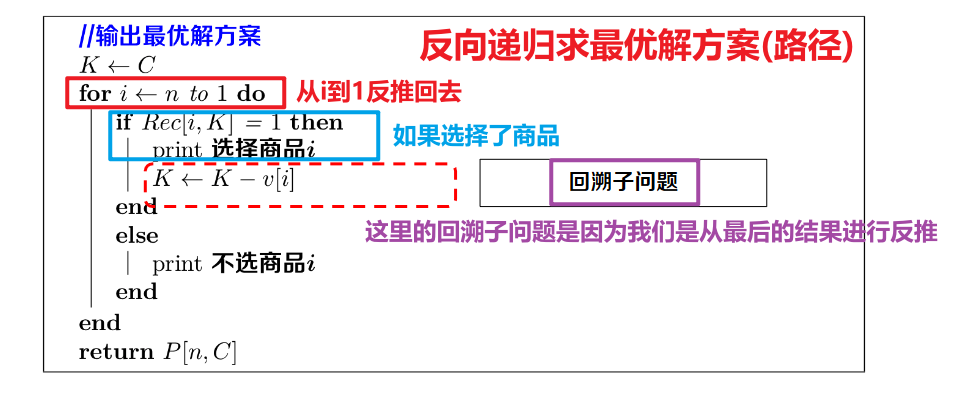 //输出最优解方案
反向递归求最优解方案(路径)
K ← C
for i ← n to 1 do
从i到1反推回去
if Rec[i, K] = 1 then
如果选择了商品
print 选择商品i
K ← K − v[i]
回溯子问题
end
这里的回溯子问题是因为我们是从最后的结果进行反推
else
print 不选商品i
end
end
return P[n, C]